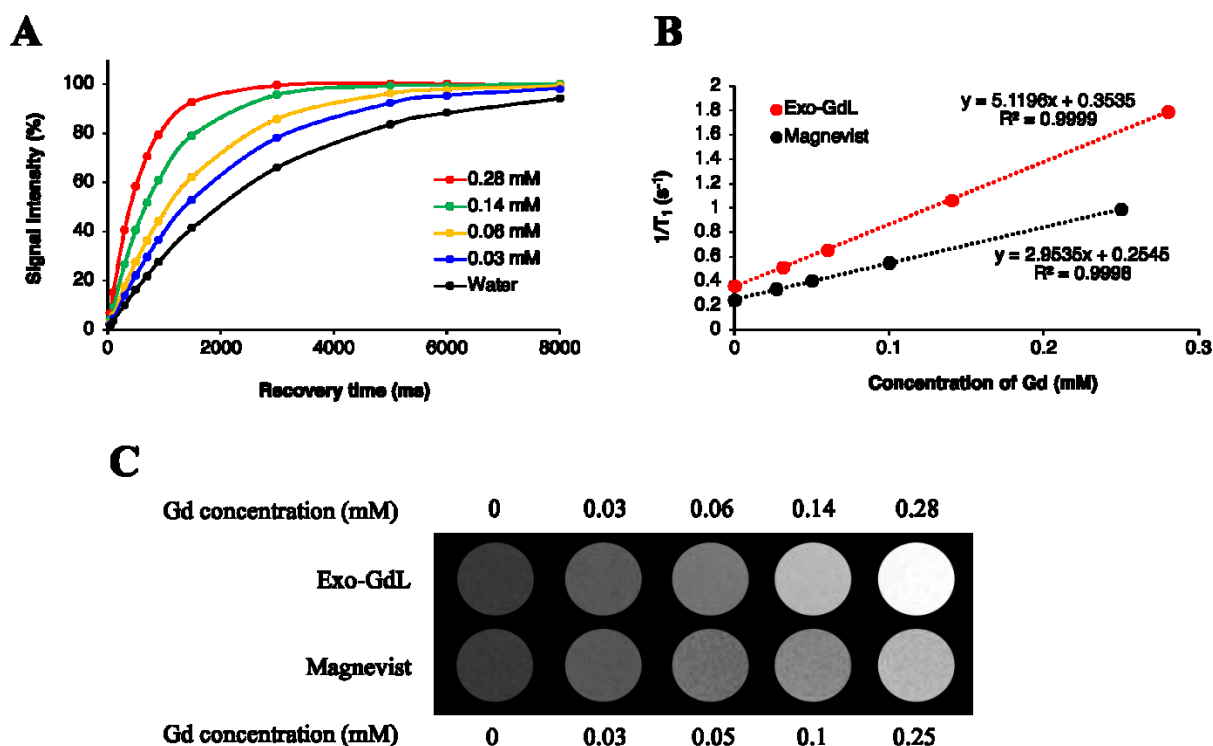 A
Signal Intensity (%)
100
80
60
40
20
0
0.28 mM
0.14 mM
0.06 mM
0.03 mM
Water
0
2000
4000
6000
8000
Recovery time (ms)
B
1/T₁ (s⁻¹)
2
1.8
1.6
1.4
1.2
1
0.8
0.6
0.4
0.2
0
Exo-GdL
Magnevist
y = 5.1196x + 0.3535
R² = 0.9999
y = 2.9535x + 0.2545
R² = 0.9998
0
0.1
0.2
0.3
Concentration of Gd (mM)
C
Gd concentration (mM) 0 0.03 0.06 0.14 0.28
Exo-GdL
Magnevist
Gd concentration (mM) 0 0.03 0.05 0.1 0.25